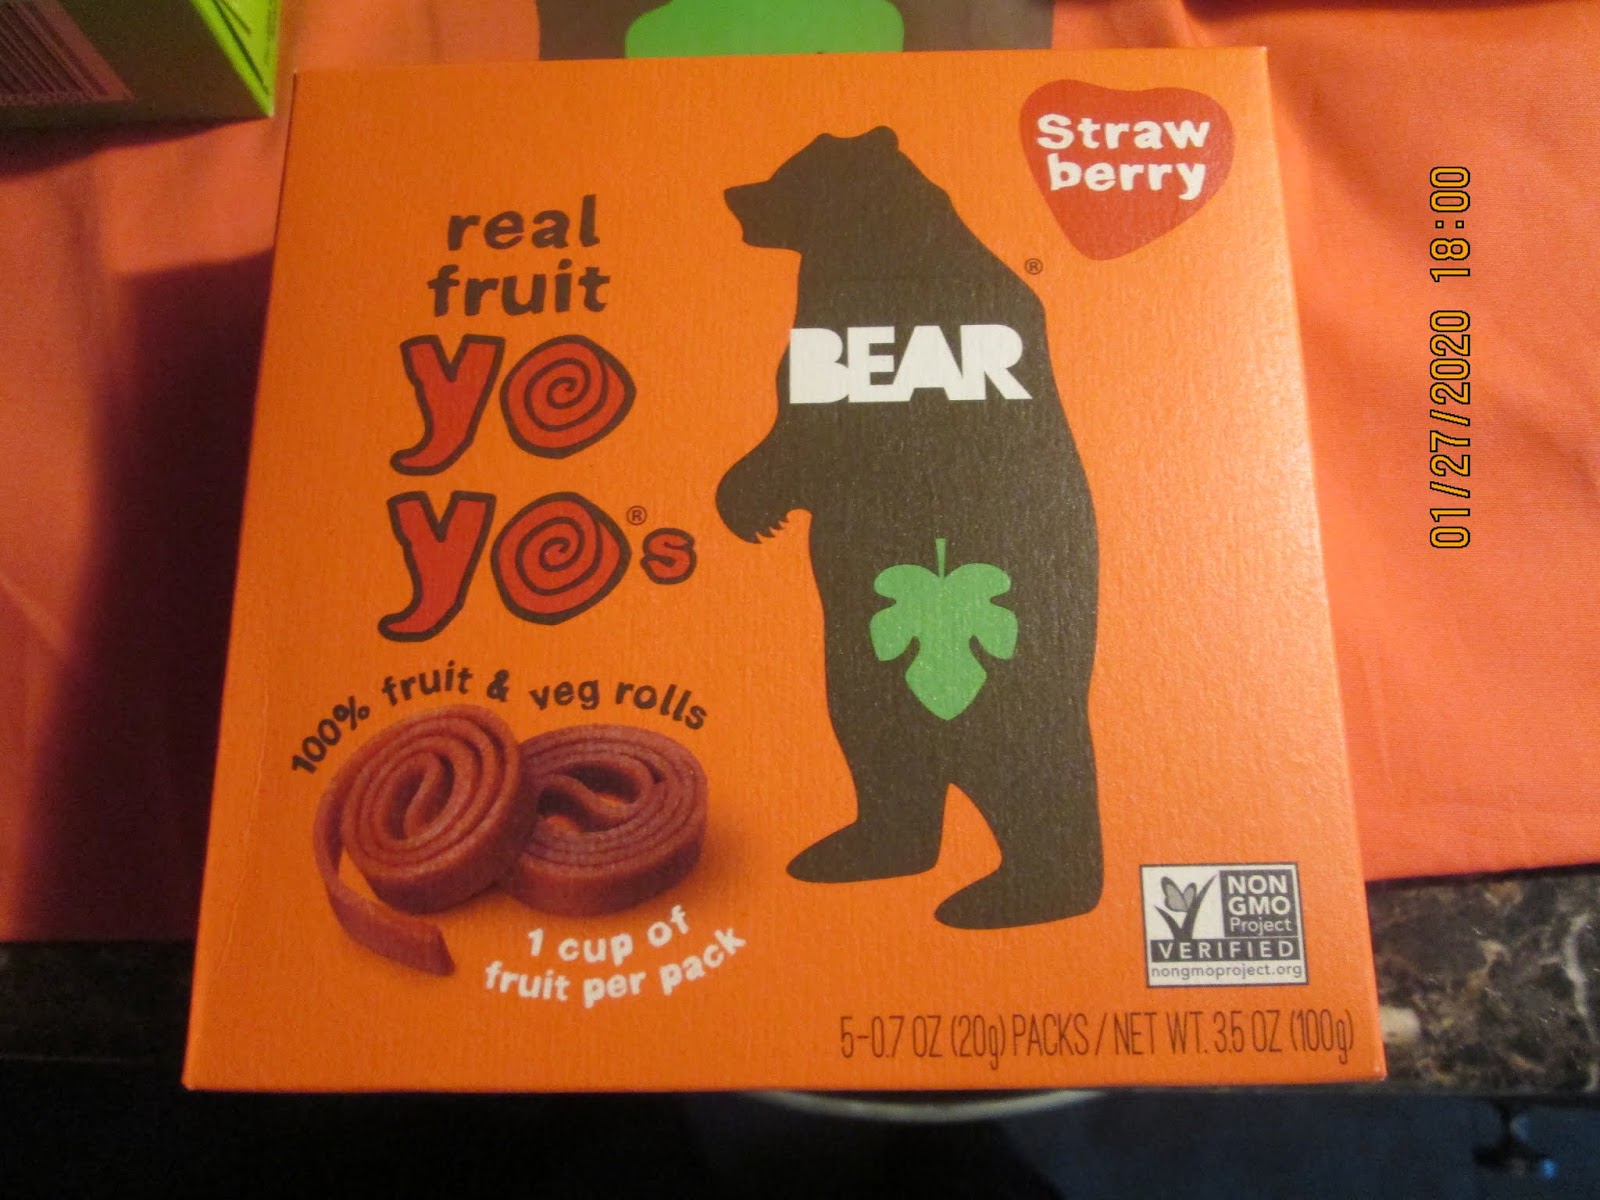 Straw
berry
real
fruit
yo
yo®s
®
BEAR
100% fruit & veg rolls
1 cup of
fruit per pack
NON
GMO
Project
VERIFIED
nongmoproject.org
5-0.7 OZ (20g) PACKS / NET WT. 3.5 OZ (100g)
01/27/2020 18:00